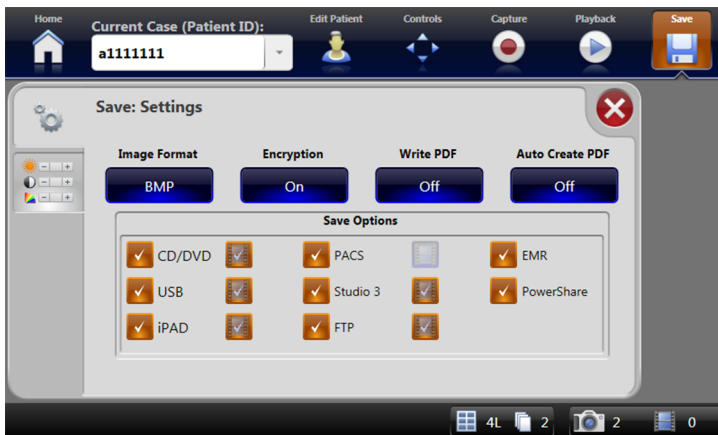 Home
Current Case (Patient ID):
Edit Patient
Controls
Capture
Playback
Save
a1111111
Save: Settings
Image Format
Encryption
Write PDF
Auto Create PDF
BMP
On
Off
Off
Save Options
CD/DVD
PACS
EMR
USB
Studio 3
PowerShare
iPAD
FTP
4L
2
2
0